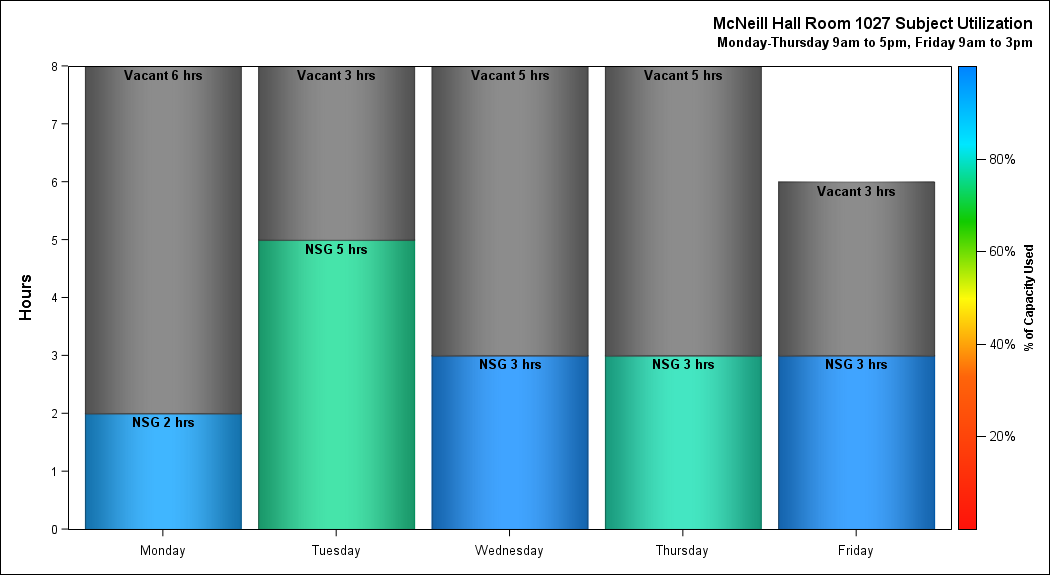 McNeill Hall Room 1027 Subject Utilization
Monday-Thursday 9am to 5pm, Friday 9am to 3pm
8
7
6
5
4
3
2
1
0
Hours
Vacant 6 hrs
Vacant 3 hrs
Vacant 5 hrs
Vacant 5 hrs
Vacant 3 hrs
NSG 2 hrs
NSG 5 hrs
NSG 3 hrs
NSG 3 hrs
NSG 3 hrs
Monday
Tuesday
Wednesday
Thursday
Friday
80%
60%
40%
20%
% of Capacity Used